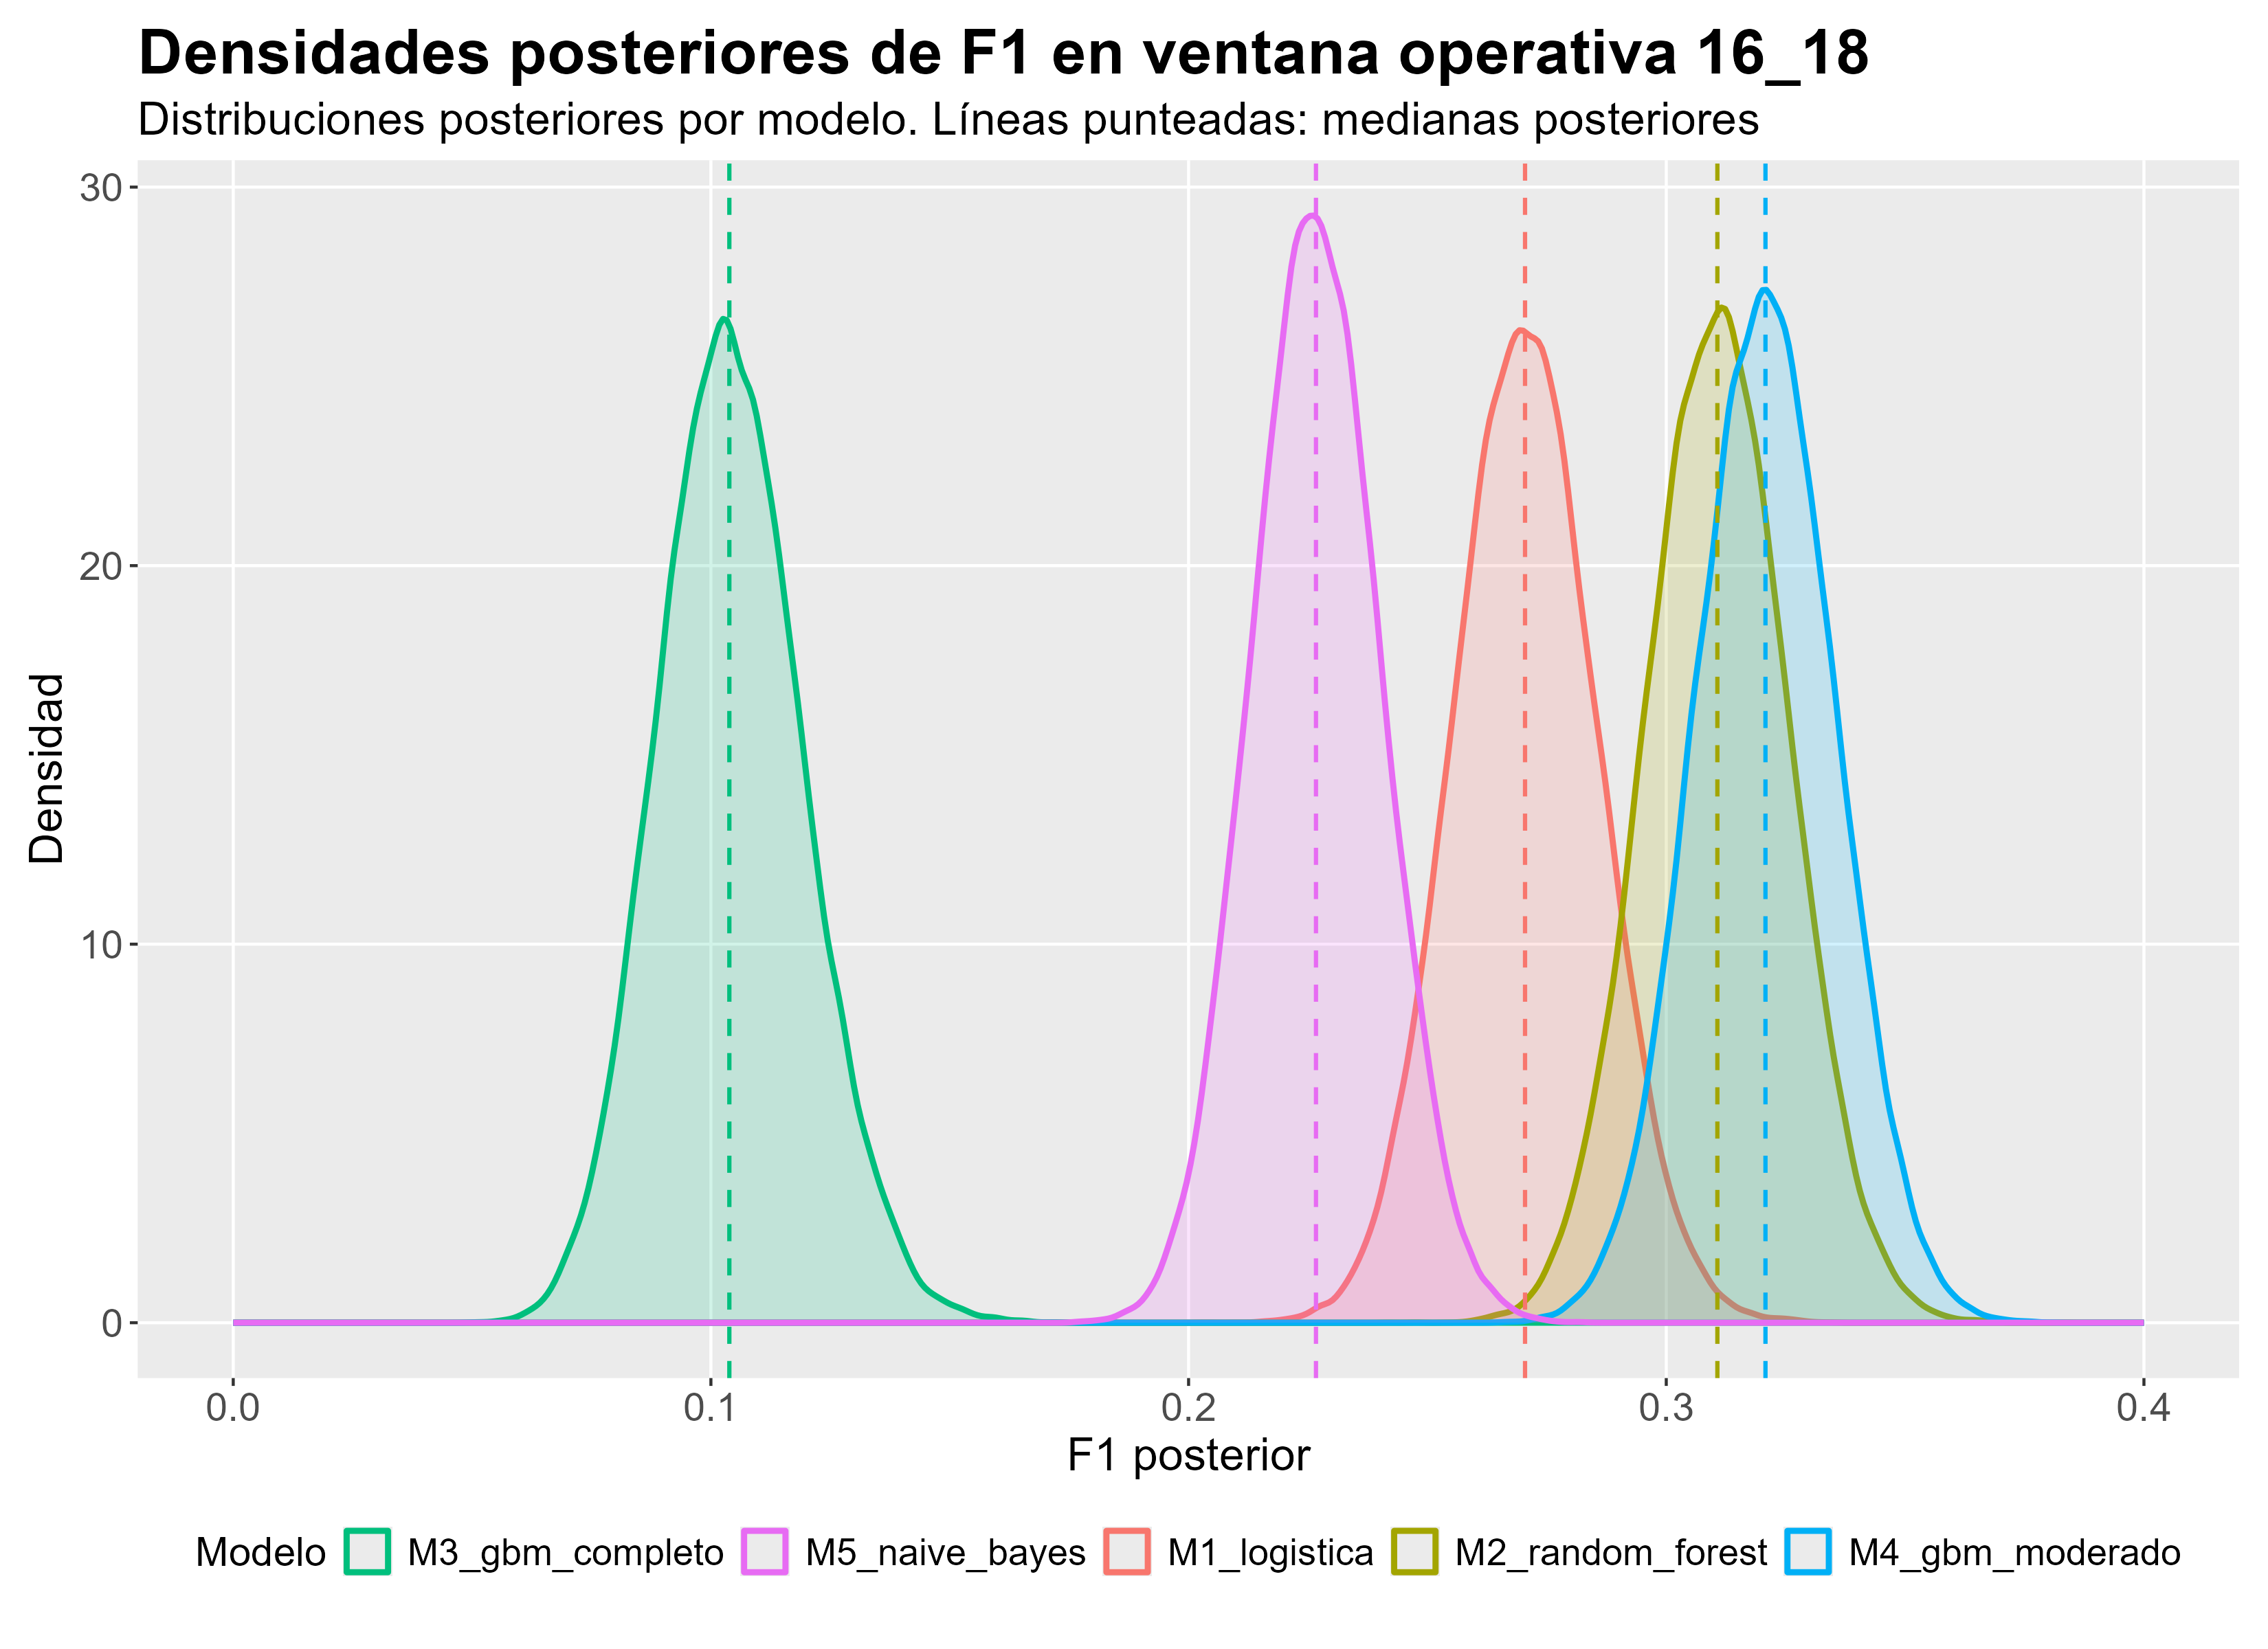 Densidades posteriores de F1 en ventana operativa 16_18
Distribuciones posteriores por modelo. Líneas punteadas: medianas posteriores
30
20
10
0
Densidad
0.0 0.1 0.2 0.3 0.4
F1 posterior
Modelo M3_gbm_completo M5_naive_bayes M1_logistica M2_random_forest M4_gbm_moderado